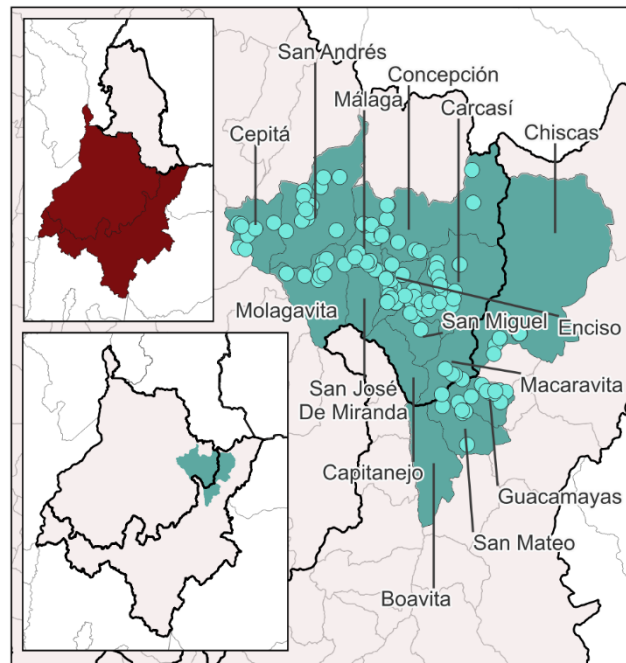 San Andrés
Concepción
Málaga
Carcasí
Cepitá
Chiscas
Molagavita
San Miguel
Enciso
San José
De Miranda
Macaravita
Capitanejo
Guacamayas
San Mateo
Boavita